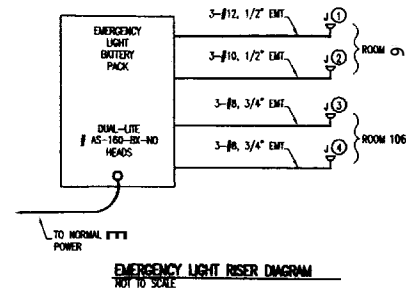 EMERGENCY
LIGHT
BATTERY
PACK
DUAL-LITE
# AS-160-BX-NO
HEADS
3-#12, 1/2" EMT
J 1
3-#10, 1/2" EMT
J 2
ROOM 6
3-#8, 3/4" EMT
J 3
3-#8, 3/4" EMT
J 4
ROOM 106
TO NORMAL
POWER
EMERGENCY LIGHT RISER DIAGRAM
NOT TO SCALE